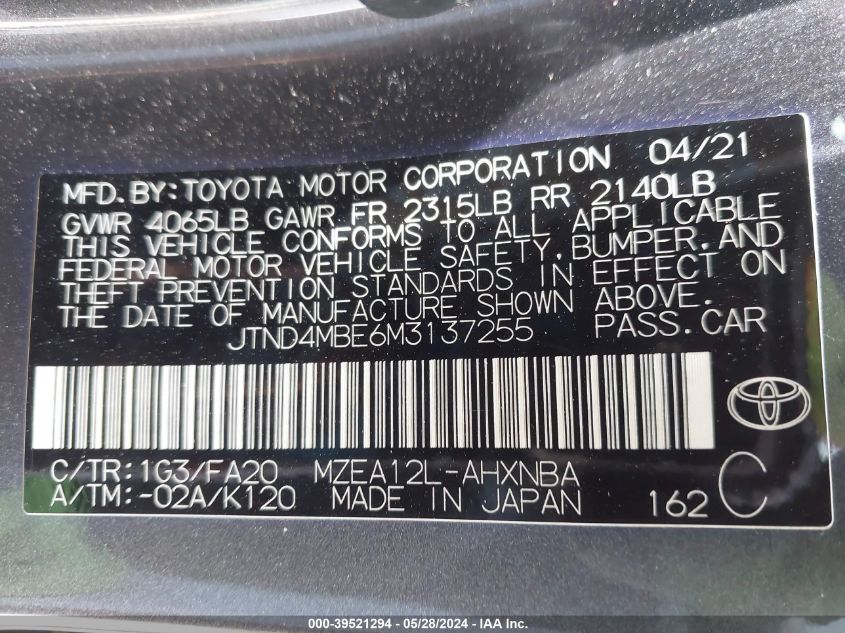 MFD. BY: TOYOTA MOTOR CORPORATION 04/21
GVWR 4065LB GAWR FR 2315LB RR 2140LB
THIS VEHICLE CONFORMS TO ALL APPLICABLE
FEDERAL MOTOR VEHICLE SAFETY, BUMPER, AND
THEFT PREVENTION STANDARDS IN EFFECT ON
THE DATE OF MANUFACTURE SHOWN ABOVE.
JTND4MBE6M3137255 PASS. CAR
C/TR: 1G3/FA20 MZEA12L-AHXNBA
A/TM: -02A/K120 MADE IN JAPAN 162 C
000-39521294 - 05/28/2024 - IAA Inc.